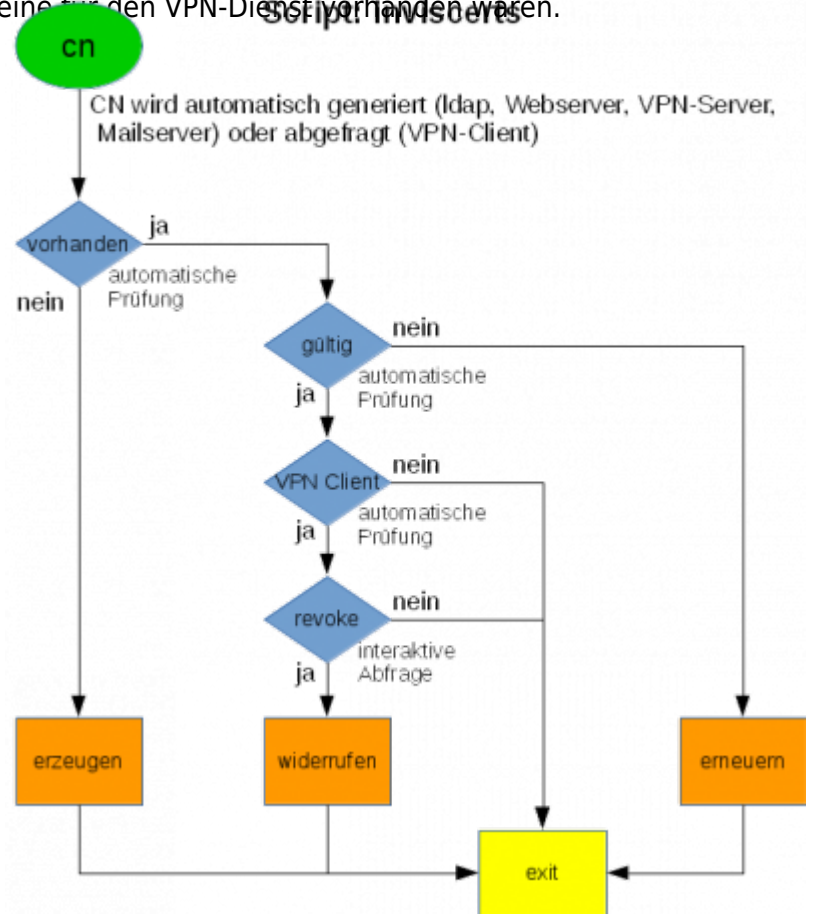 eine für den VPN-Dienst vorhanden waren.
Script: inviscerts
cn
CN wird automatisch generiert (ldap, Webserver, VPN-Server,
Mailserver) oder abgefragt (VPN-Client)
vorhanden
ja
automatische
Prüfung
nein
gültig
nein
automatische
Prüfung
ja
VPN Client
nein
automatische
Prüfung
ja
revoke
nein
interaktive
Abfrage
ja
erzeugen
widerrufen
erneuern
exit